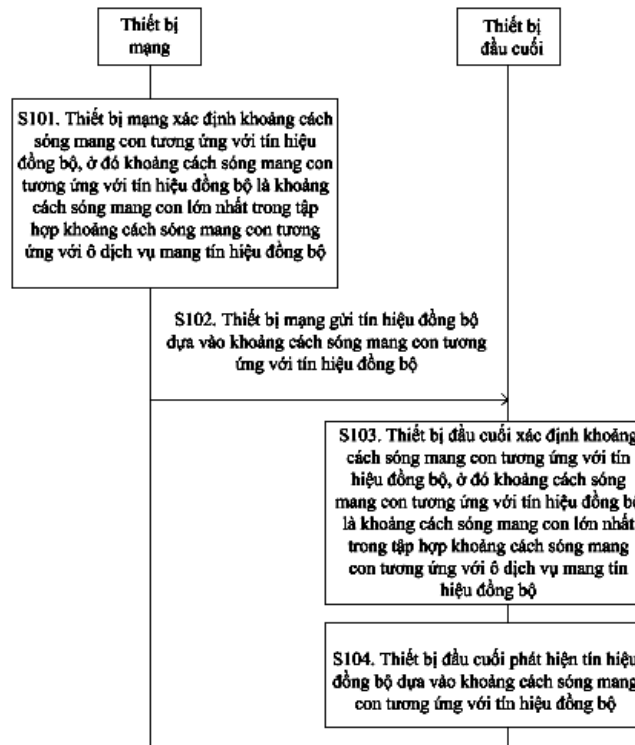 Thiết bị
mạng
Thiết bị
đầu cuối
S101. Thiết bị mạng xác định khoảng cách
sóng mang con tương ứng với tín hiệu
đồng bộ, ở đó khoảng cách sóng mang con
tương ứng với tín hiệu đồng bộ là khoảng
cách sóng mang con lớn nhất trong tập
hợp khoảng cách sóng mang con tương
ứng với ô dịch vụ mang tín hiệu đồng bộ
S102. Thiết bị mạng gửi tín hiệu đồng bộ
dựa vào khoảng cách sóng mang con tương
ứng với tín hiệu đồng bộ
S103. Thiết bị đầu cuối xác định khoảng
cách sóng mang con tương ứng với tín
hiệu đồng bộ, ở đó khoảng cách sóng
mang con tương ứng với tín hiệu đồng bộ
là khoảng cách sóng mang con lớn nhất
trong tập hợp khoảng cách sóng mang
con tương ứng với ô dịch vụ mang tín
hiệu đồng bộ
S104. Thiết bị đầu cuối phát hiện tín hiệu
đồng bộ dựa vào khoảng cách sóng mang
con tương ứng với tín hiệu đồng bộ